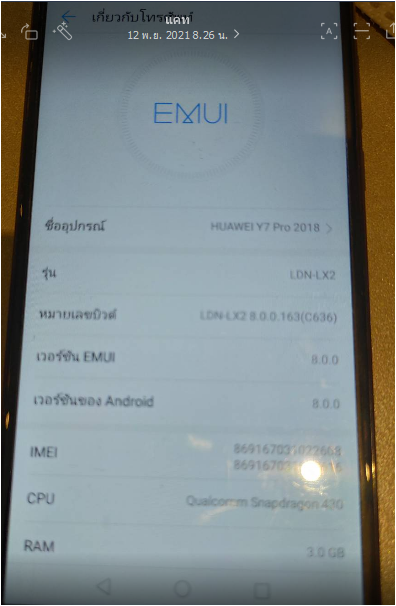 เกี่ยวกับโทรศัพท์
แคท
12 พ.ย. 2021 8.26 น.
EMUI
ชื่ออุปกรณ์ HUAWEI Y7 Pro 2018
รุ่น LDN-LX2
หมายเลขบิวด์ LDN-LX2 8.0.0.163(C636)
เวอร์ชัน EMUI 8.0.0
เวอร์ชันของ Android 8.0.0
IMEI
CPU Qualcomm Snapdragon
RAM 3.0 GB